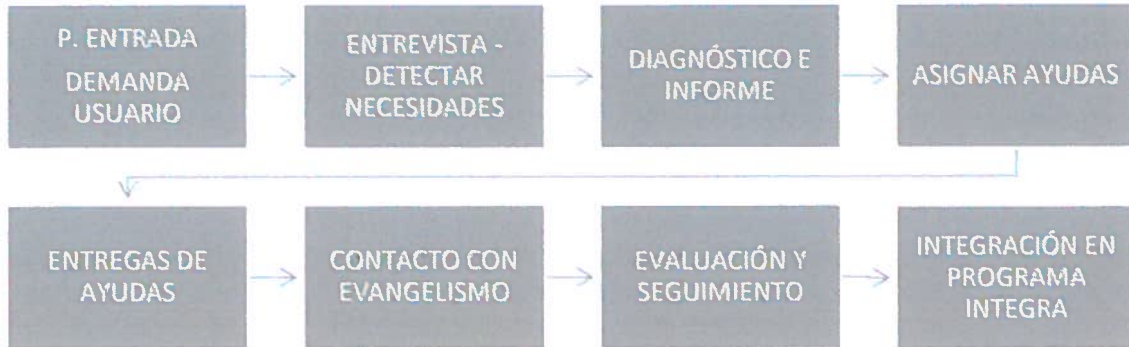 P. ENTRADA
DEMANDA
USUARIO
ENTREVISTA -
DETECTAR
NECESIDADES
DIAGNÓSTICO E
INFORME
ASIGNAR AYUDAS
ENTREGAS DE
AYUDAS
CONTACTO CON
EVANGELISMO
EVALUACIÓN Y
SEGUIMIENTO
INTEGRACIÓN EN
PROGRAMA
INTEGRA